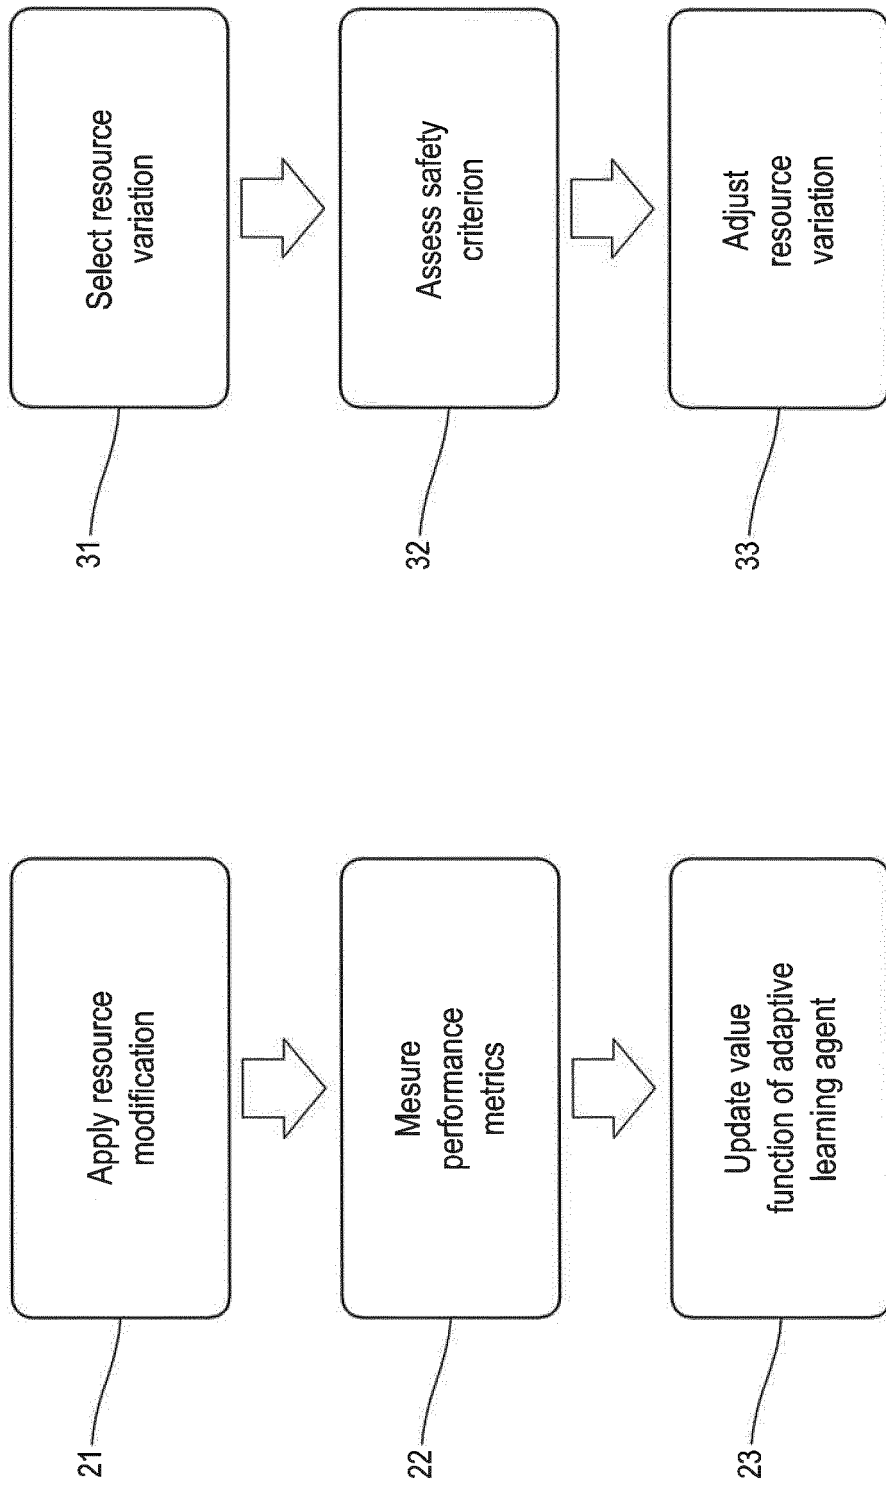 21
Apply resource
modification
22
Mesure
performance
metrics
23
Update value
function of adaptive
learning agent
31
Select resource
variation
32
Assess safety
criterion
33
Adjust
resource
variation